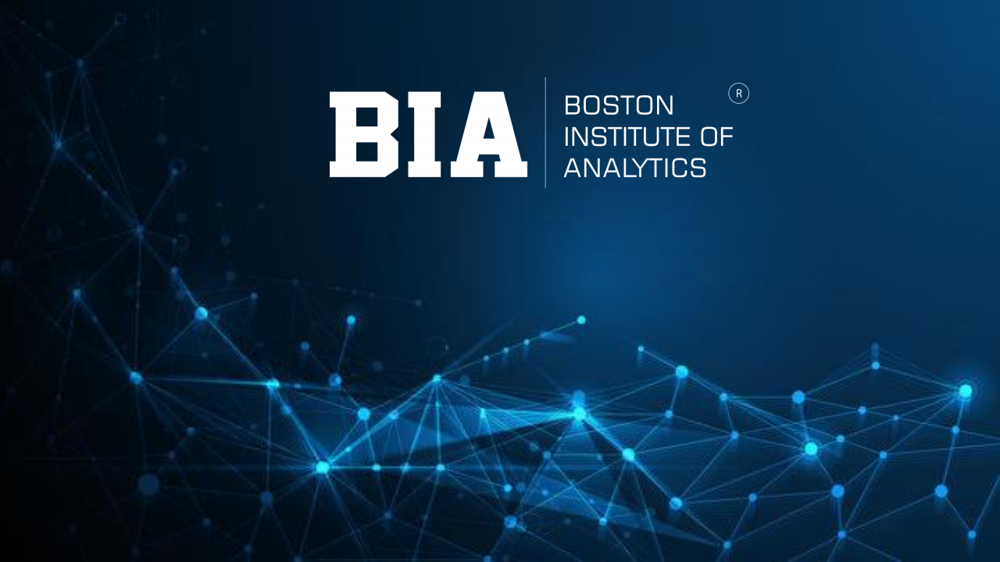 BIA
BOSTON
INSTITUTE OF
ANALYTICS
R